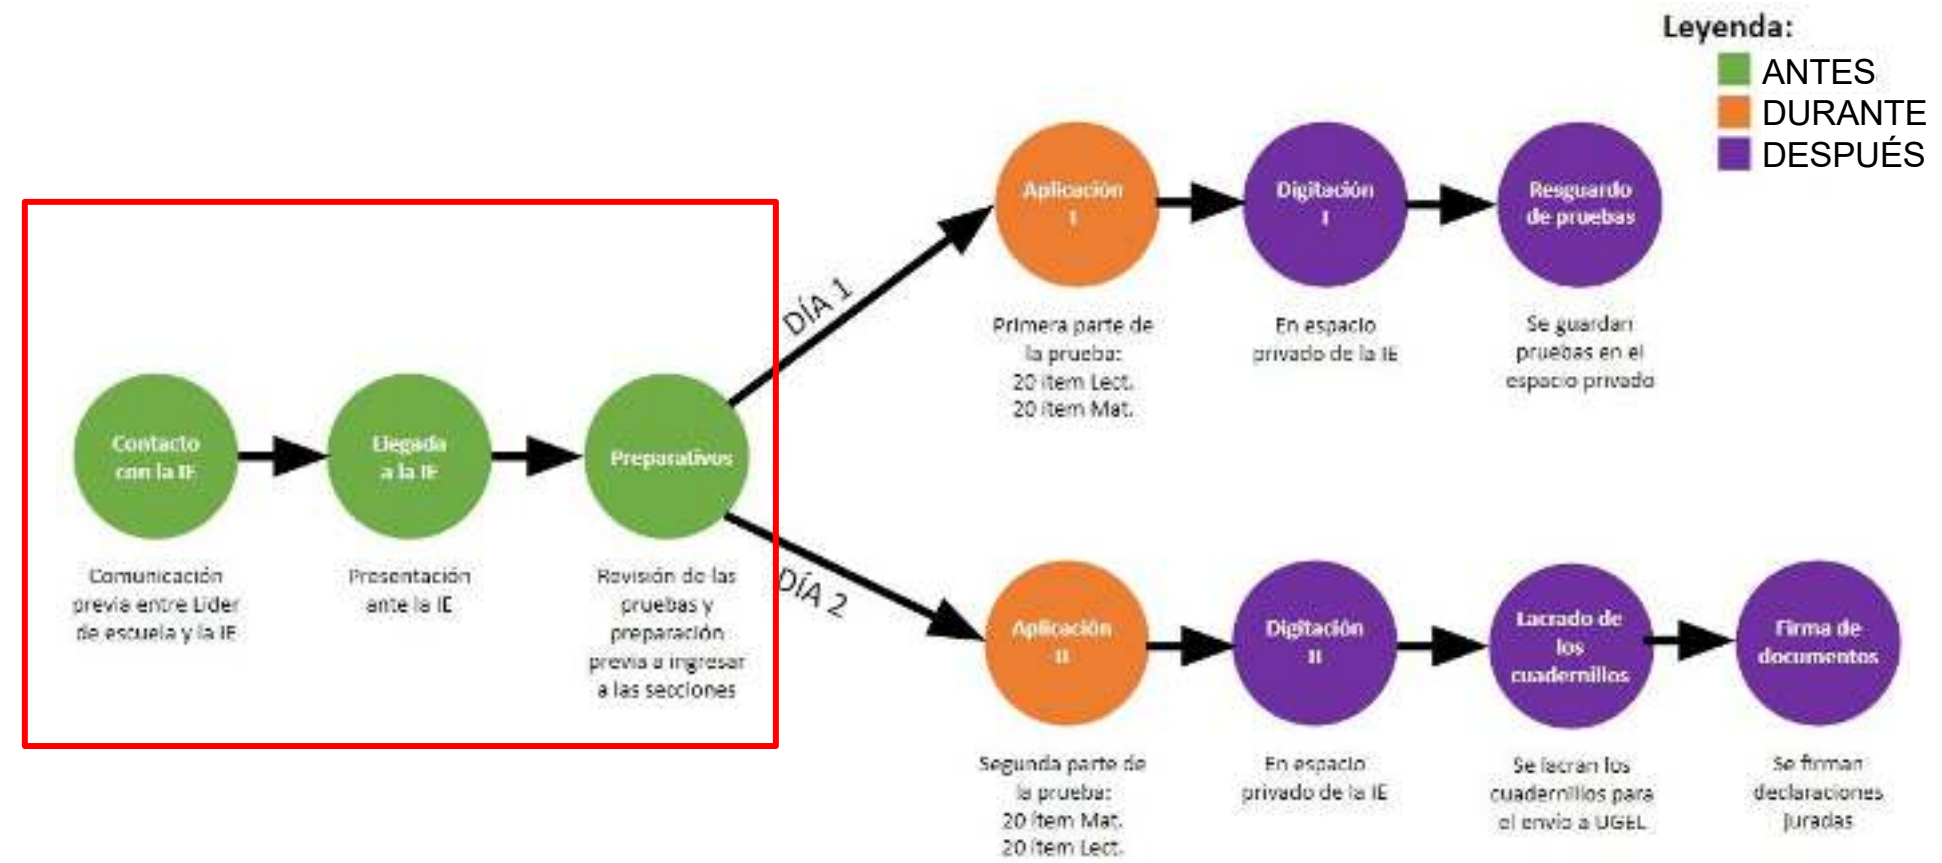 Leyenda:
ANTES
DURANTE
DESPUÉS
Contacto
con la IE
Comunicación
previa entre Líder
de escuela y la IE
Llegada
a la IE
Presentación
ante la IE
Preparativos
Revisión de las
pruebas y
preparación
previa a ingresar
a las secciones
DÍA 1
Aplicación
I
Primera parte de
la prueba:
20 ítem Lect.
20 ítem Mat.
Digitación
I
En espacio
privado de la IE
Resguardo
de pruebas
Se guardan
pruebas en el
espacio privado
DÍA 2
Aplicación
II
Segunda parte de
la prueba:
20 ítem Mat.
20 ítem Lect.
Digitación
II
En espacio
privado de la IE
Lacrado de
los
cuadernillos
Se lacran los
cuadernillos para
el envío a UGEL
Firma de
documentos
Se firman
declaraciones
juradas